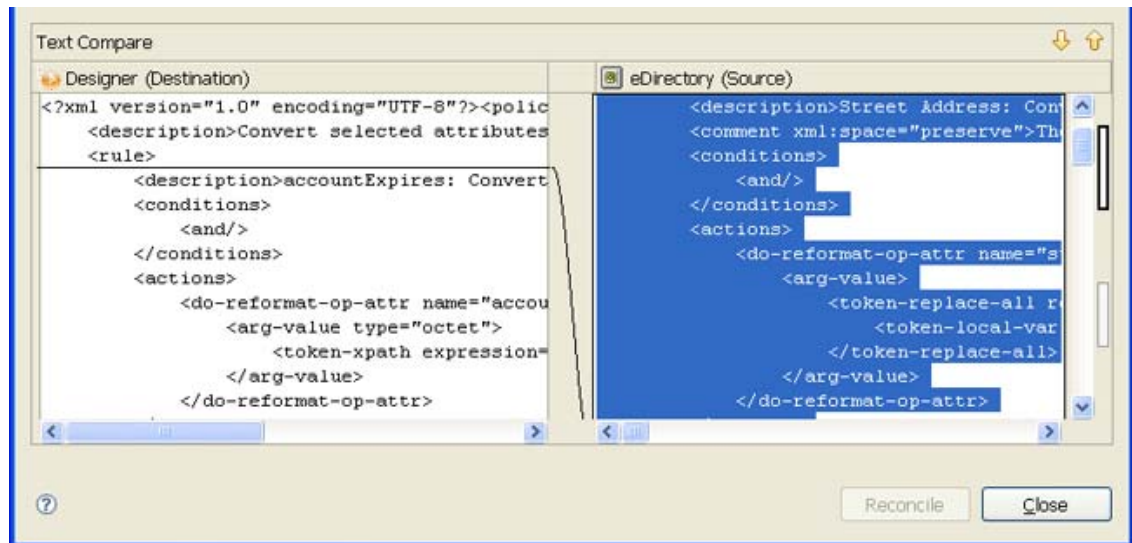 Text Compare
Designer (Destination)
<?xml version="1.0" encoding="UTF-8"?><polic
<description>Convert selected attributes
<rule>
<description>accountExpires: Convert
<conditions>
<and/>
</conditions>
<actions>
<do-reformat-op-attr name="accou
<arg-value type="octet">
<token-xpath expression=
</arg-value>
</do-reformat-op-attr>
eDirectory (Source)
<description>Street Address: Con
<comment xml:space="preserve">Th
<conditions>
<and/>
</conditions>
<actions>
<do-reformat-op-attr name="s
<arg-value>
<token-replace-all r
<token-local-var
</token-replace-all>
</arg-value>
</do-reformat-op-attr>
Reconcile
Close